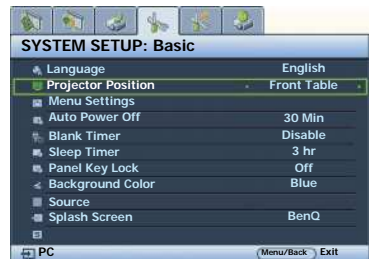 SYSTEM SETUP: Basic
Language English
Projector Position Front Table
Menu Settings
Auto Power Off 30 Min
Blank Timer Disable
Sleep Timer 3 hr
Panel Key Lock Off
Background Color Blue
Source
Splash Screen BenQ
PC Menu/Back Exit